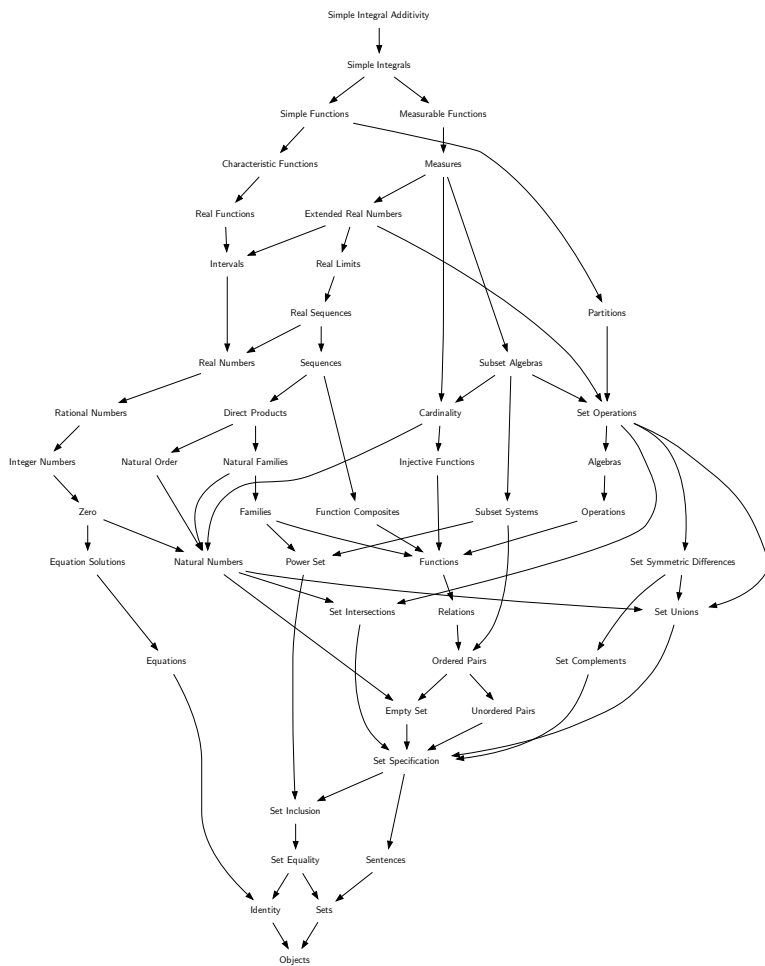 Simple Integral Additivity
Simple Integrals
Simple Functions
Measurable Functions
Characteristic Functions
Measures
Real Functions
Extended Real Numbers
Intervals
Real Limits
Real Sequences
Partitions
Real Numbers
Sequences
Subset Algebras
Rational Numbers
Direct Products
Cardinality
Set Operations
Integer Numbers
Natural Order
Natural Families
Injective Functions
Algebras
Zero
Families
Function Composites
Subset Systems
Operations
Equation Solutions
Natural Numbers
Power Set
Functions
Set Symmetric Differences
Set Intersections
Relations
Set Unions
Equations
Ordered Pairs
Set Complements
Empty Set
Unordered Pairs
Set Specification
Set Inclusion
Set Equality
Sentences
Identity
Sets
Objects